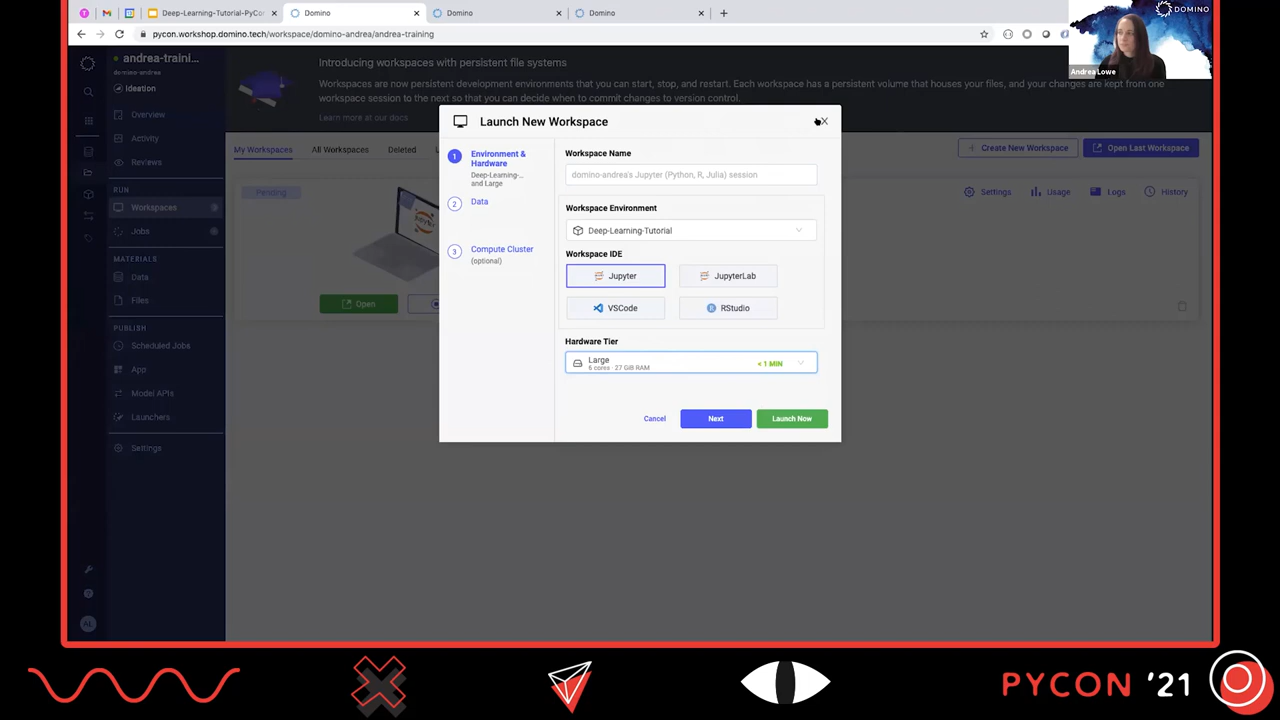 Deep-Learning-Tutorial-PyCon
Domino
Domino
Domino
pycon.workshop.domino.tech/workspace/domino-andrea/andrea-training
DOMINO
Andrea Lowe
andrea-traini...
domino-andrea
Ideation
Overview
Activity
Reviews
RUN
Workspaces
Jobs
MATERIALS
Data
Files
PUBLISH
Scheduled Jobs
App
Model APIs
Launchers
Settings
AL
Introducing workspaces with persistent file systems
Workspaces are now persistent development environments that you can start, stop, and restart. Each workspace has a persistent volume that houses your files, and your changes are kept from one
workspace session to the next so that you can decide when to commit changes to version control.
Learn more at our docs
My Workspaces
All Workspaces
Deleted
Create New Workspace
Open Last Workspace
Pending
Settings
Usage
Logs
History
Open
Launch New Workspace
1
Environment &
Hardware
Deep-Learning-...
and Large
2
Data
3
Compute Cluster
(optional)
Workspace Name
domino-andrea's Jupyter (Python, R, Julia) session
Workspace Environment
Deep-Learning-Tutorial
Workspace IDE
Jupyter
JupyterLab
VSCode
RStudio
Hardware Tier
Large
< 1 MIN
6 cores · 27 GiB RAM
Cancel
Next
Launch Now
PYCON '21